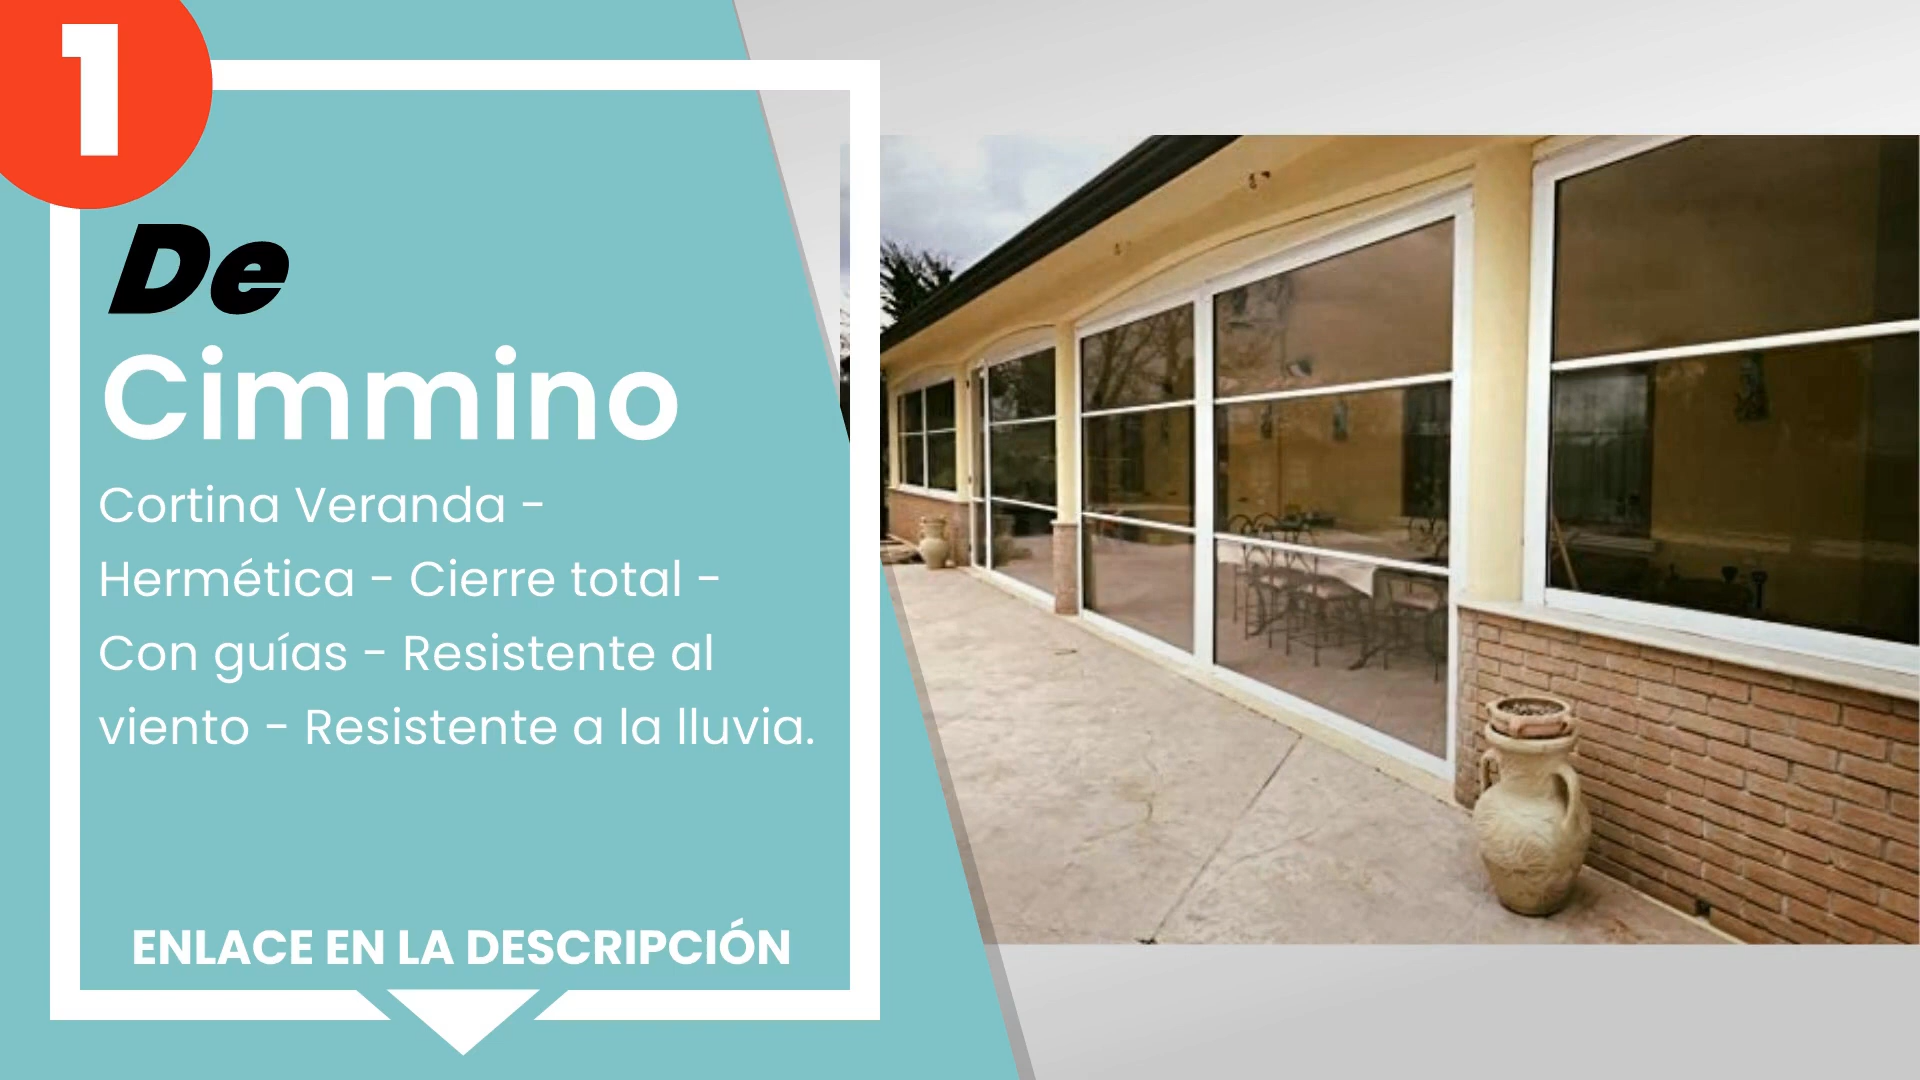 1
De
Cimmino
Cortina Veranda -
Hermética - Cierre total -
Con guías - Resistente al
viento - Resistente a la lluvia.
ENLACE EN LA DESCRIPCIÓN